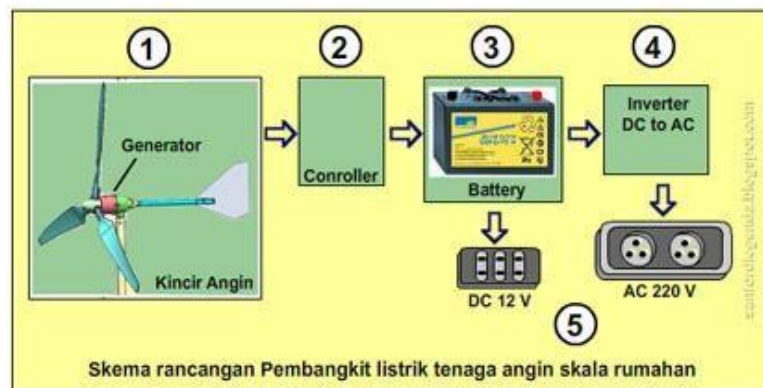 1
2
3
4
Generator
Kincir Angin
Conroller
Battery
Inverter
DC to AC
DC 12 V
AC 220 V
5
Skema rancangan Pembangkit listrik tenaga angin skala rumahan